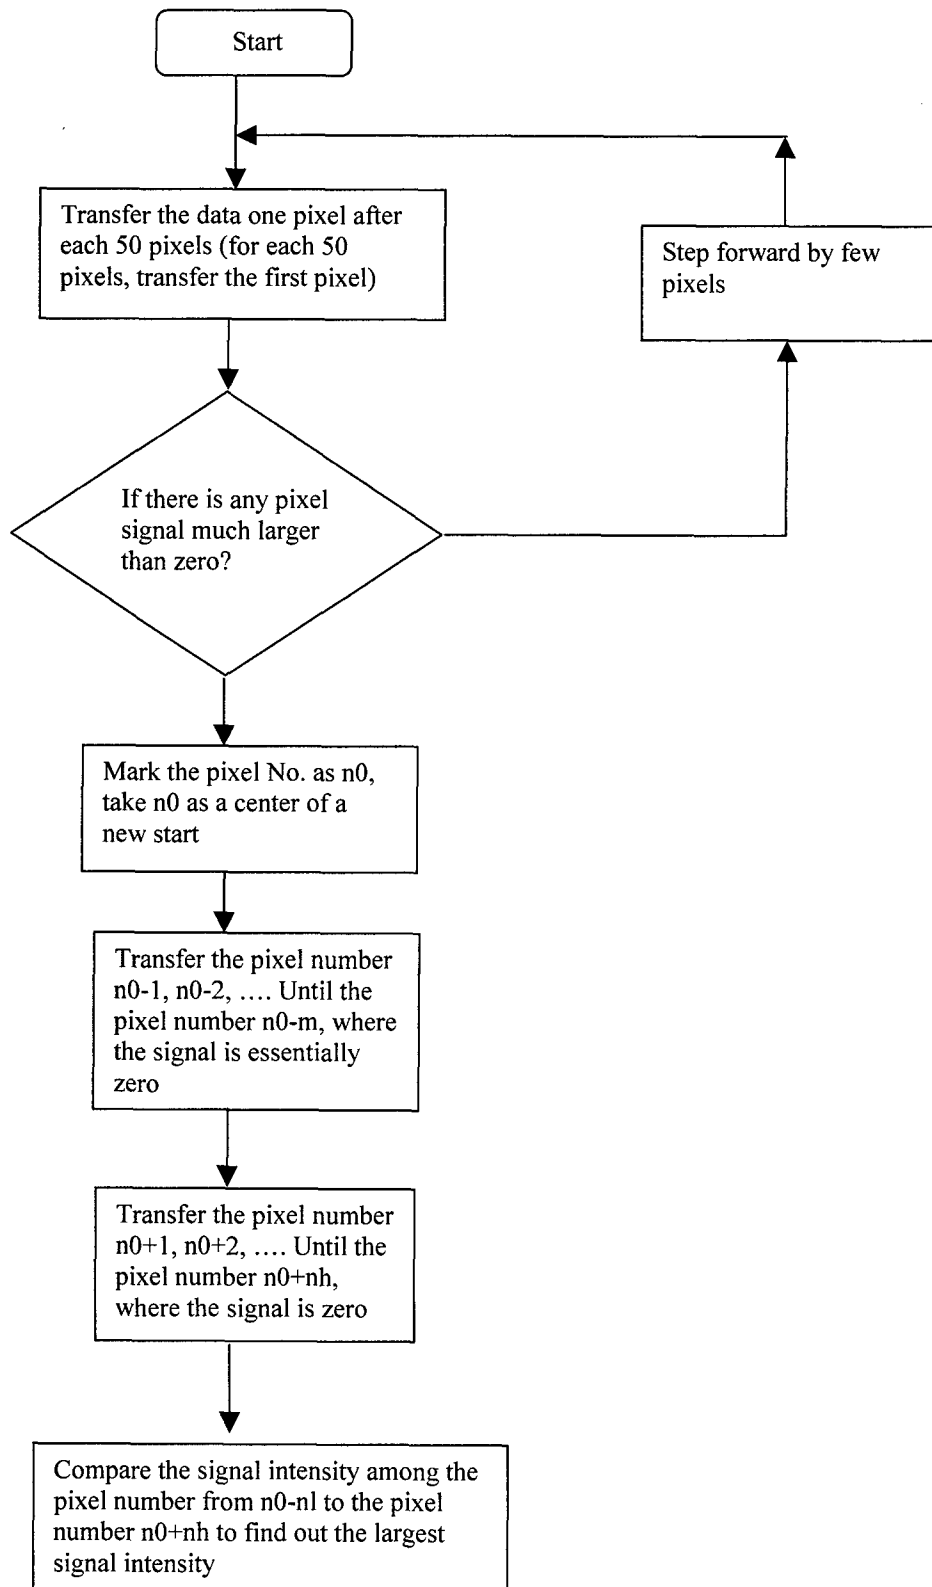 Start
Transfer the data one pixel after
each 50 pixels (for each 50
pixels, transfer the first pixel)
Step forward by few
pixels
If there is any pixel
signal much larger
than zero?
Mark the pixel No. as n0,
take n0 as a center of a
new start
Transfer the pixel number
n0-1, n0-2, .... Until the
pixel number n0-m, where
the signal is essentially
zero
Transfer the pixel number
n0+1, n0+2, .... Until the
pixel number n0+nh,
where the signal is zero
Compare the signal intensity among the
pixel number from n0-nl to the pixel
number n0+nh to find out the largest
signal intensity